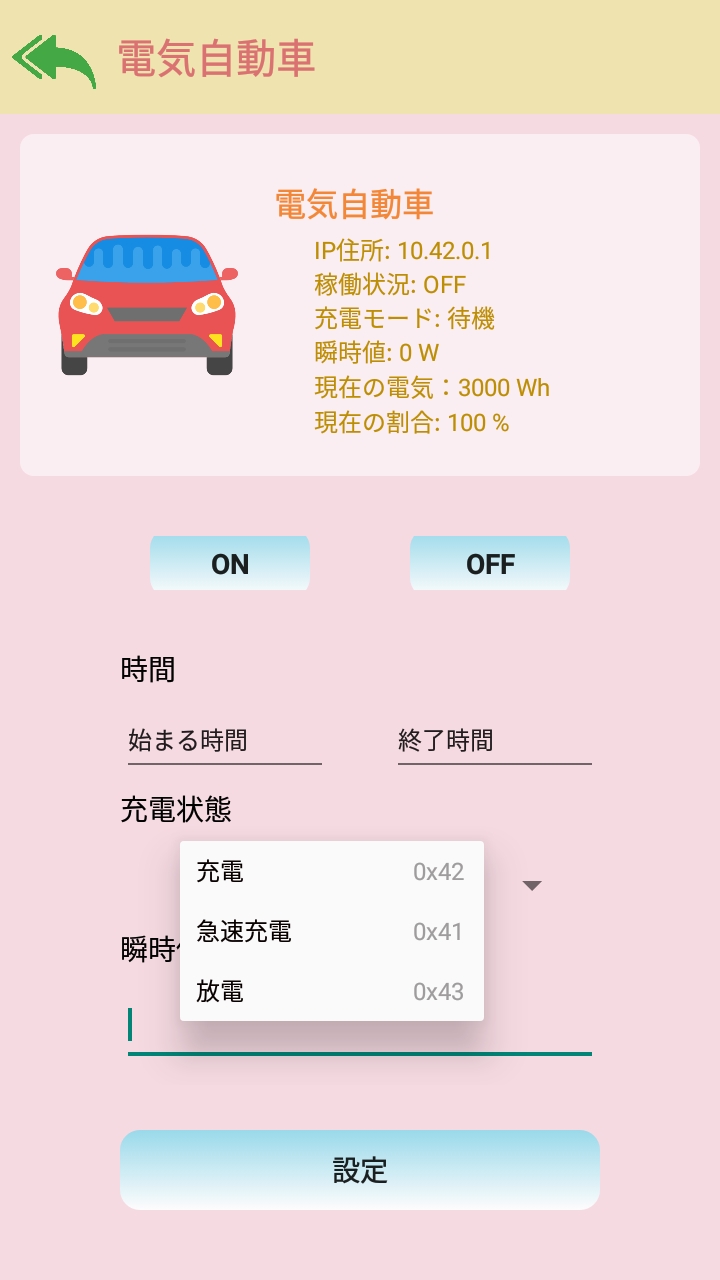 電気自動車
電気自動車
IP住所: 10.42.0.1
稼働状況: OFF
充電モード: 待機
瞬時値: 0 W
現在の電気：3000 Wh
現在の割合: 100 %
ON OFF
時間
始まる時間 終了時間
充電状態
充電 0x42
急速充電 0x41
瞬時
放電 0x43
設定